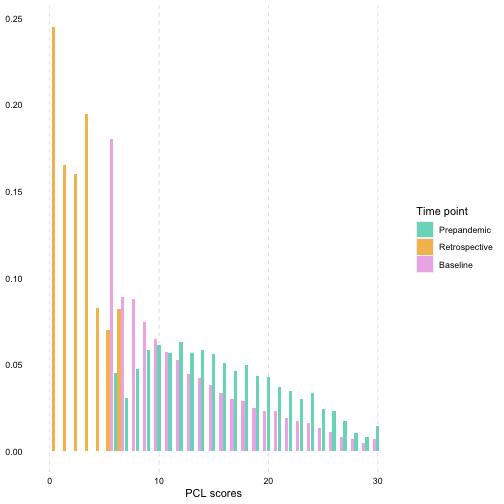 0.25
0.20
0.15
0.10
0.05
0.00
0 10 20 30
PCL scores
Time point
Prepandemic
Retrospective
Baseline